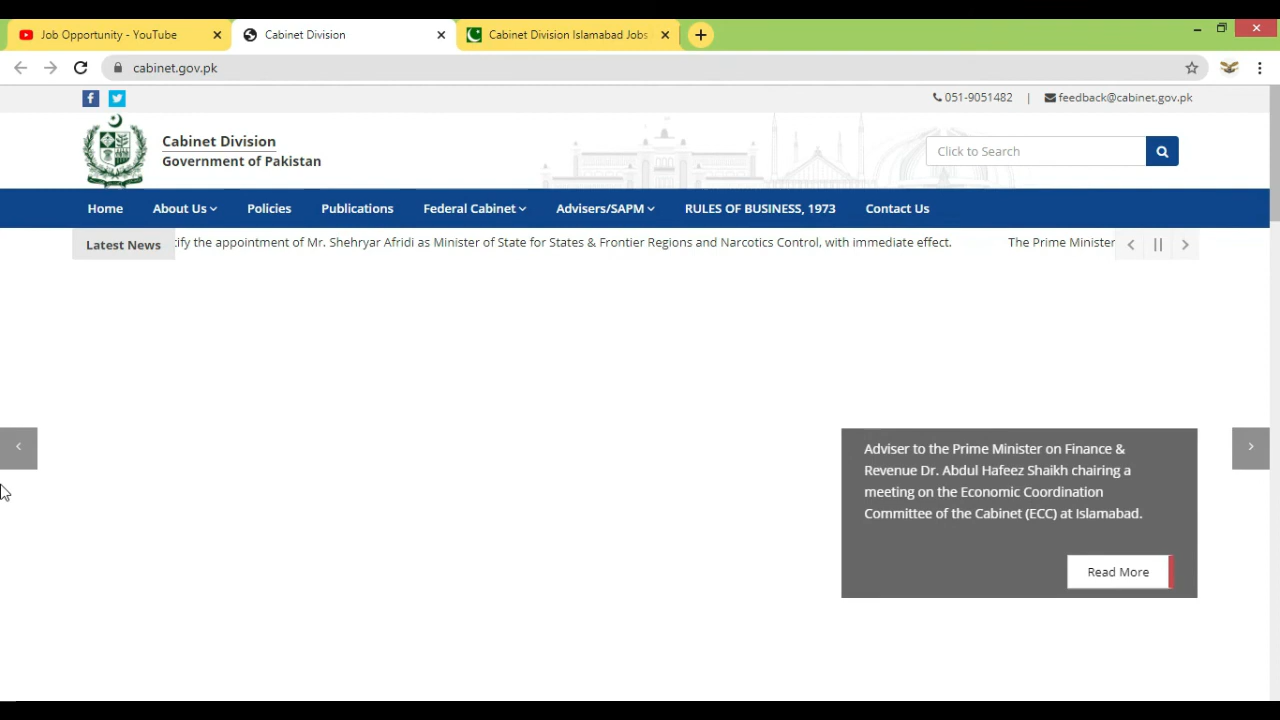 Job Opportunity - YouTube
Cabinet Division
Cabinet Division Islamabad Jobs
cabinet.gov.pk
051-9051482 | feedback@cabinet.gov.pk
Cabinet Division
Government of Pakistan
Click to Search
Home About Us Policies Publications Federal Cabinet Advisers/SAPM RULES OF BUSINESS, 1973 Contact Us
Latest News
the appointment of Mr. Shehryar Afridi as Minister of State for States & Frontier Regions and Narcotics Control, with immediate effect. The Prime Minister
Adviser to the Prime Minister on Finance &
Revenue Dr. Abdul Hafeez Shaikh chairing a
meeting on the Economic Coordination
Committee of the Cabinet (ECC) at Islamabad.
Read More